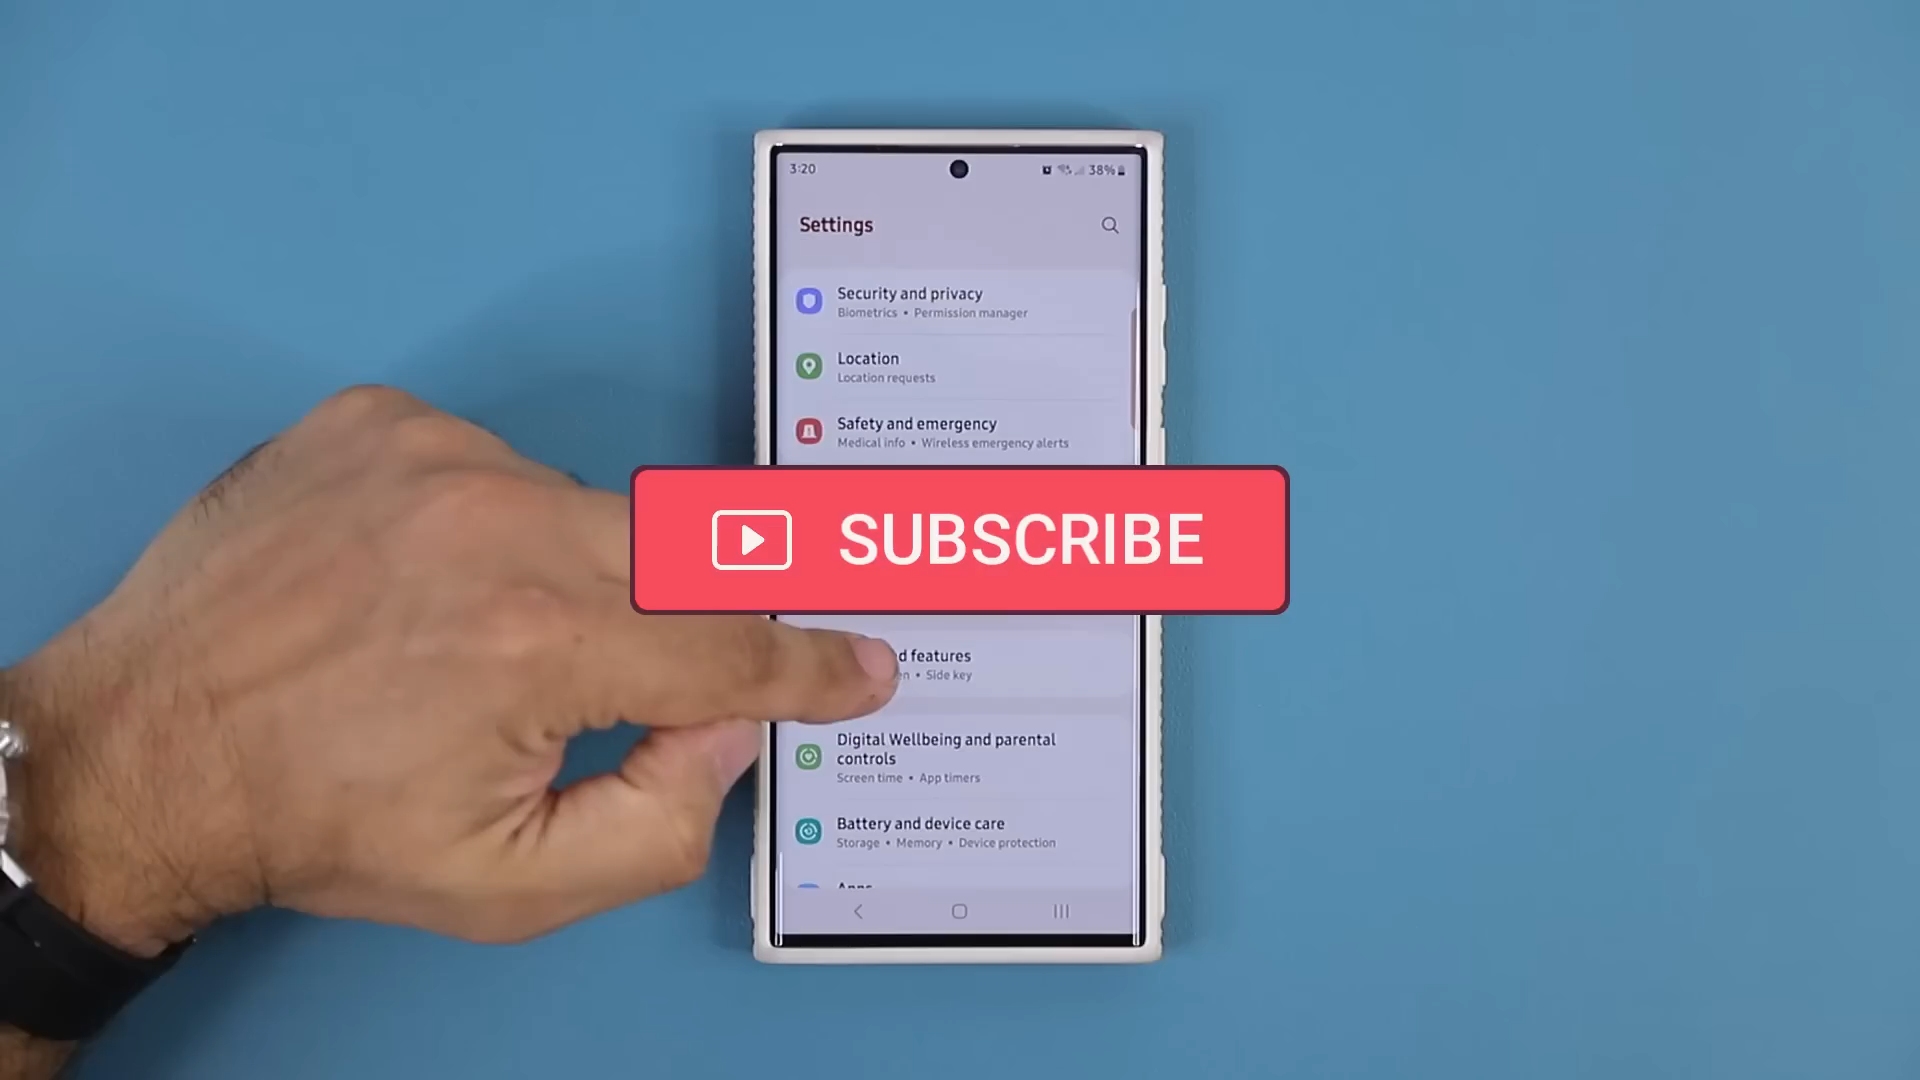 3:20
38%
Settings
Security and privacy
Biometrics • Permission manager
Location
Location requests
Safety and emergency
Medical info • Wireless emergency alerts
SUBSCRIBE
features
• Side key
Digital Wellbeing and parental
controls
Screen time • App timers
Battery and device care
Storage • Memory • Device protection